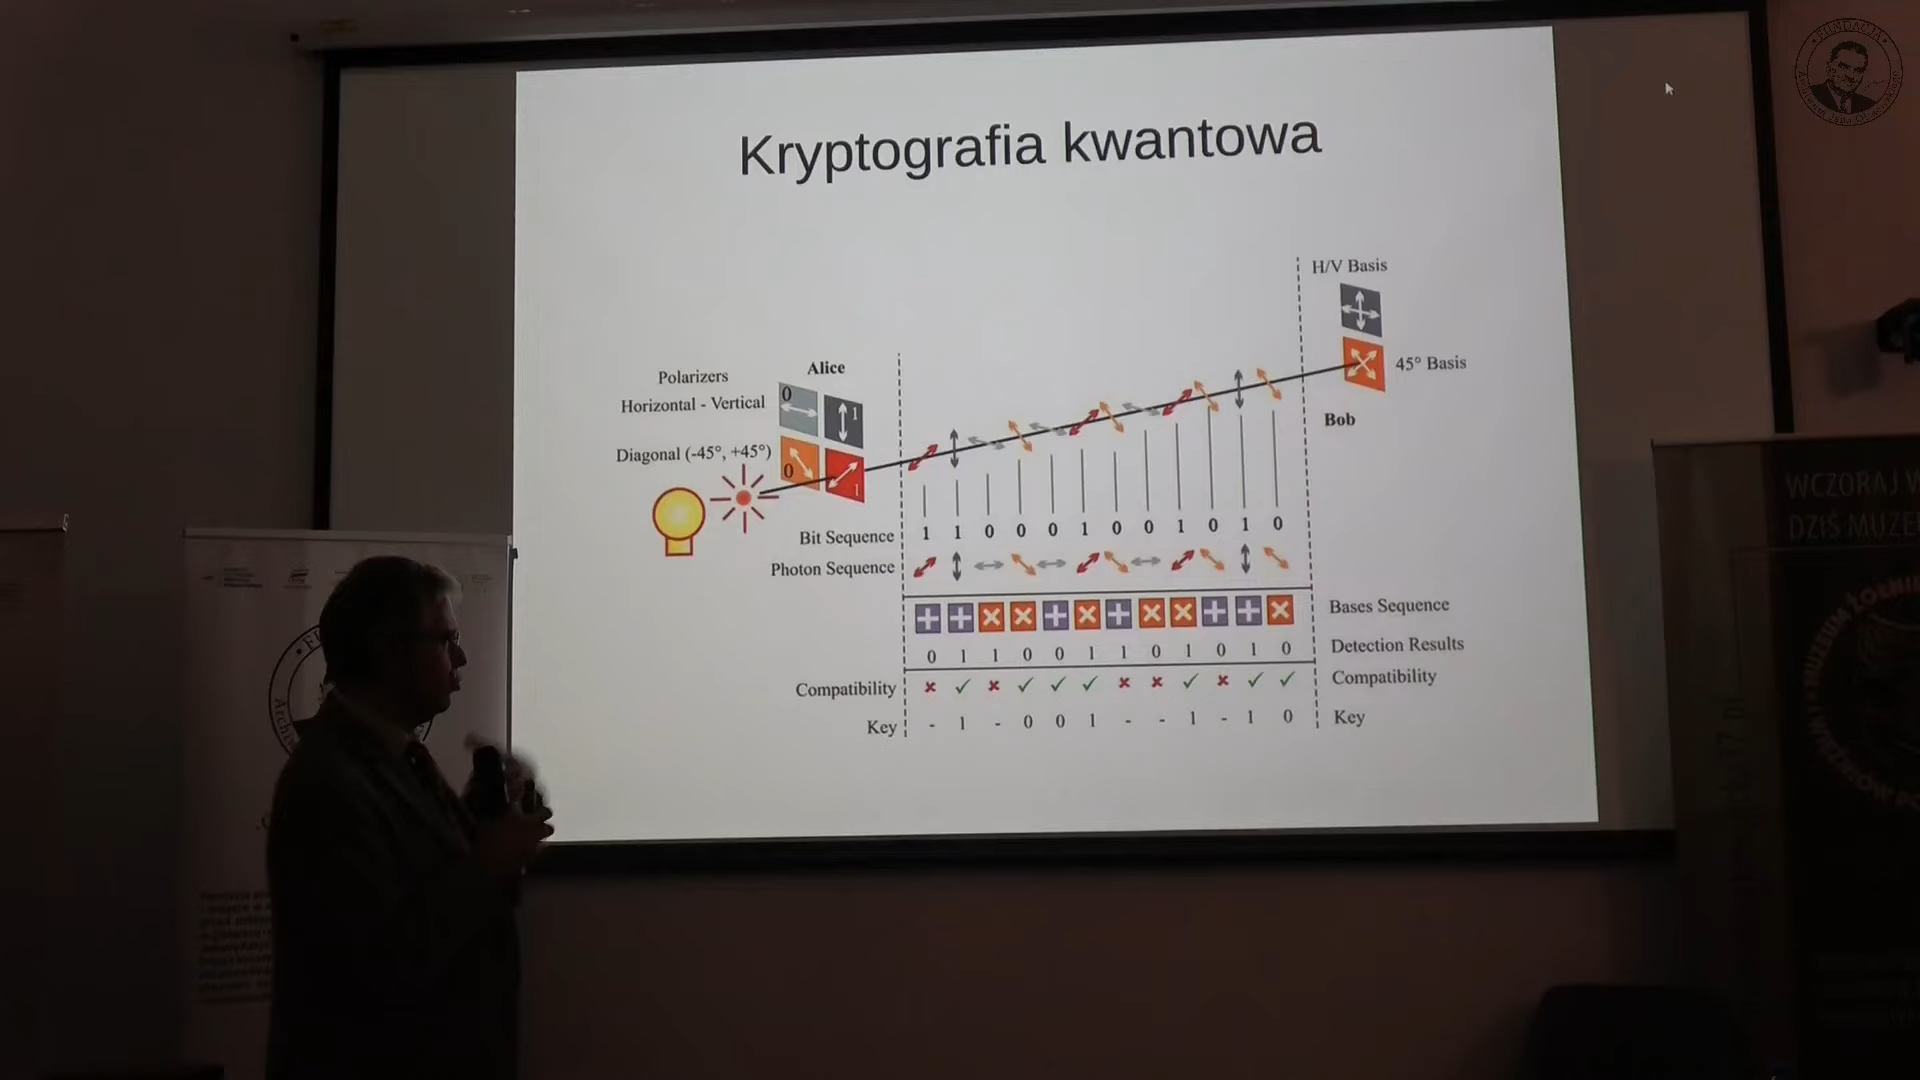 Kryptografia kwantowa
H/V Basis
45° Basis
Bob
Alice
Polarizers
Horizontal - Vertical
Diagonal (-45°, +45°)
0
1
0
1
Bit Sequence 1 1 0 0 0 1 0 0 1 0 1 0
Photon Sequence
Bases Sequence
0 1 1 0 0 1 1 0 1 0 1 0 Detection Results
Compatibility Compatibility
Key - 1 - 0 0 1 - - 1 - 1 0 Key
FUNDACJA
WCZORAJ W
DZIŚ MUZE